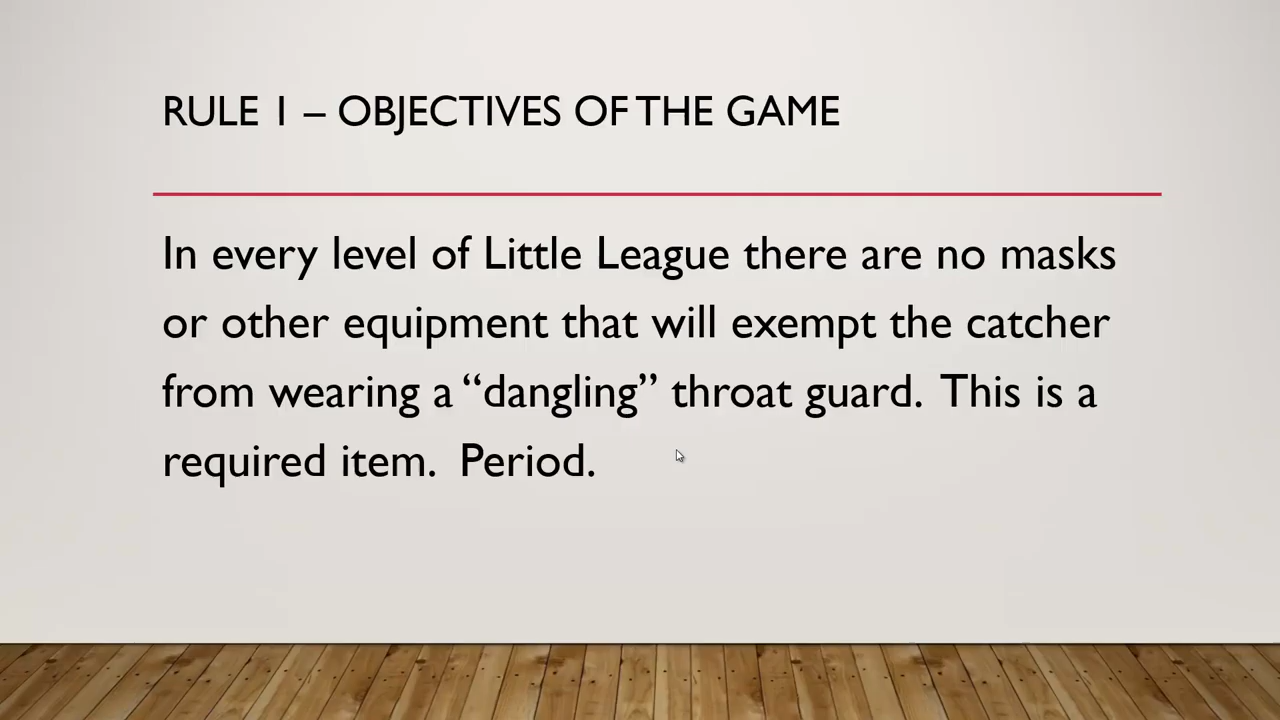 RULE 1 – OBJECTIVES OF THE GAME
In every level of Little League there are no masks
or other equipment that will exempt the catcher
from wearing a “dangling” throat guard.  This is a
required item.  Period.